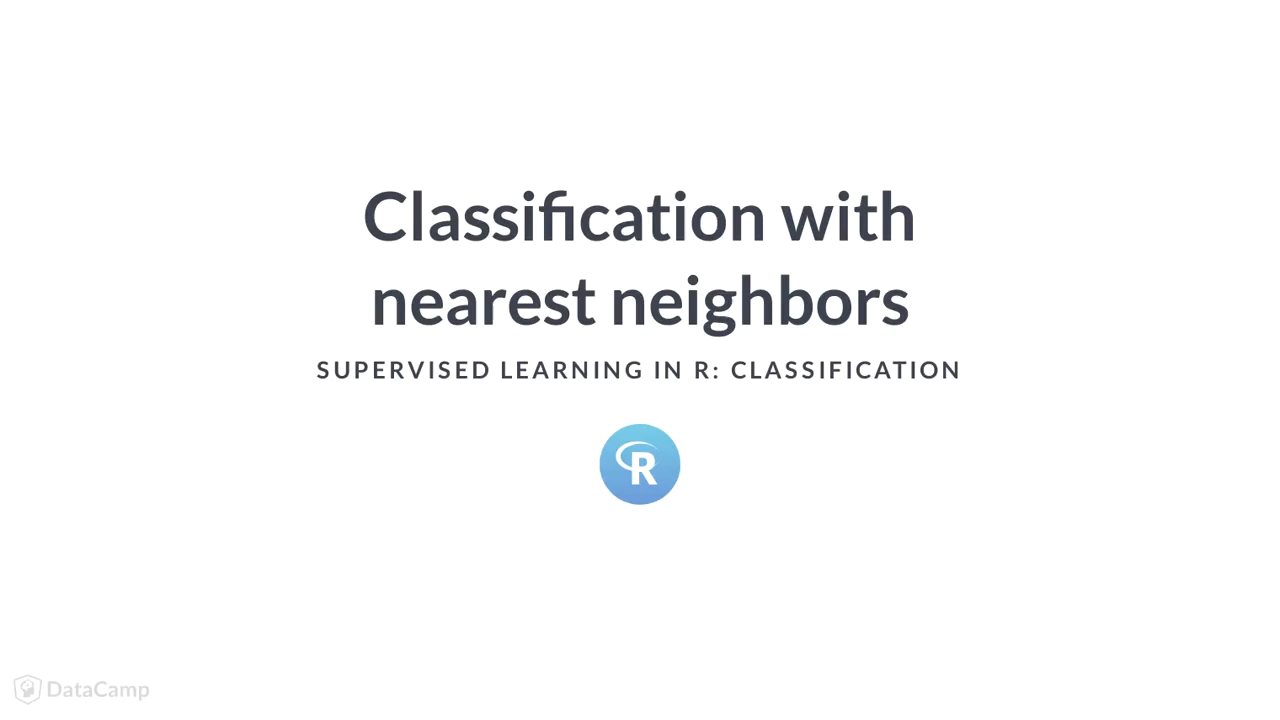 Classification with
nearest neighbors
SUPERVISED LEARNING IN R: CLASSIFICATION
R
DataCamp